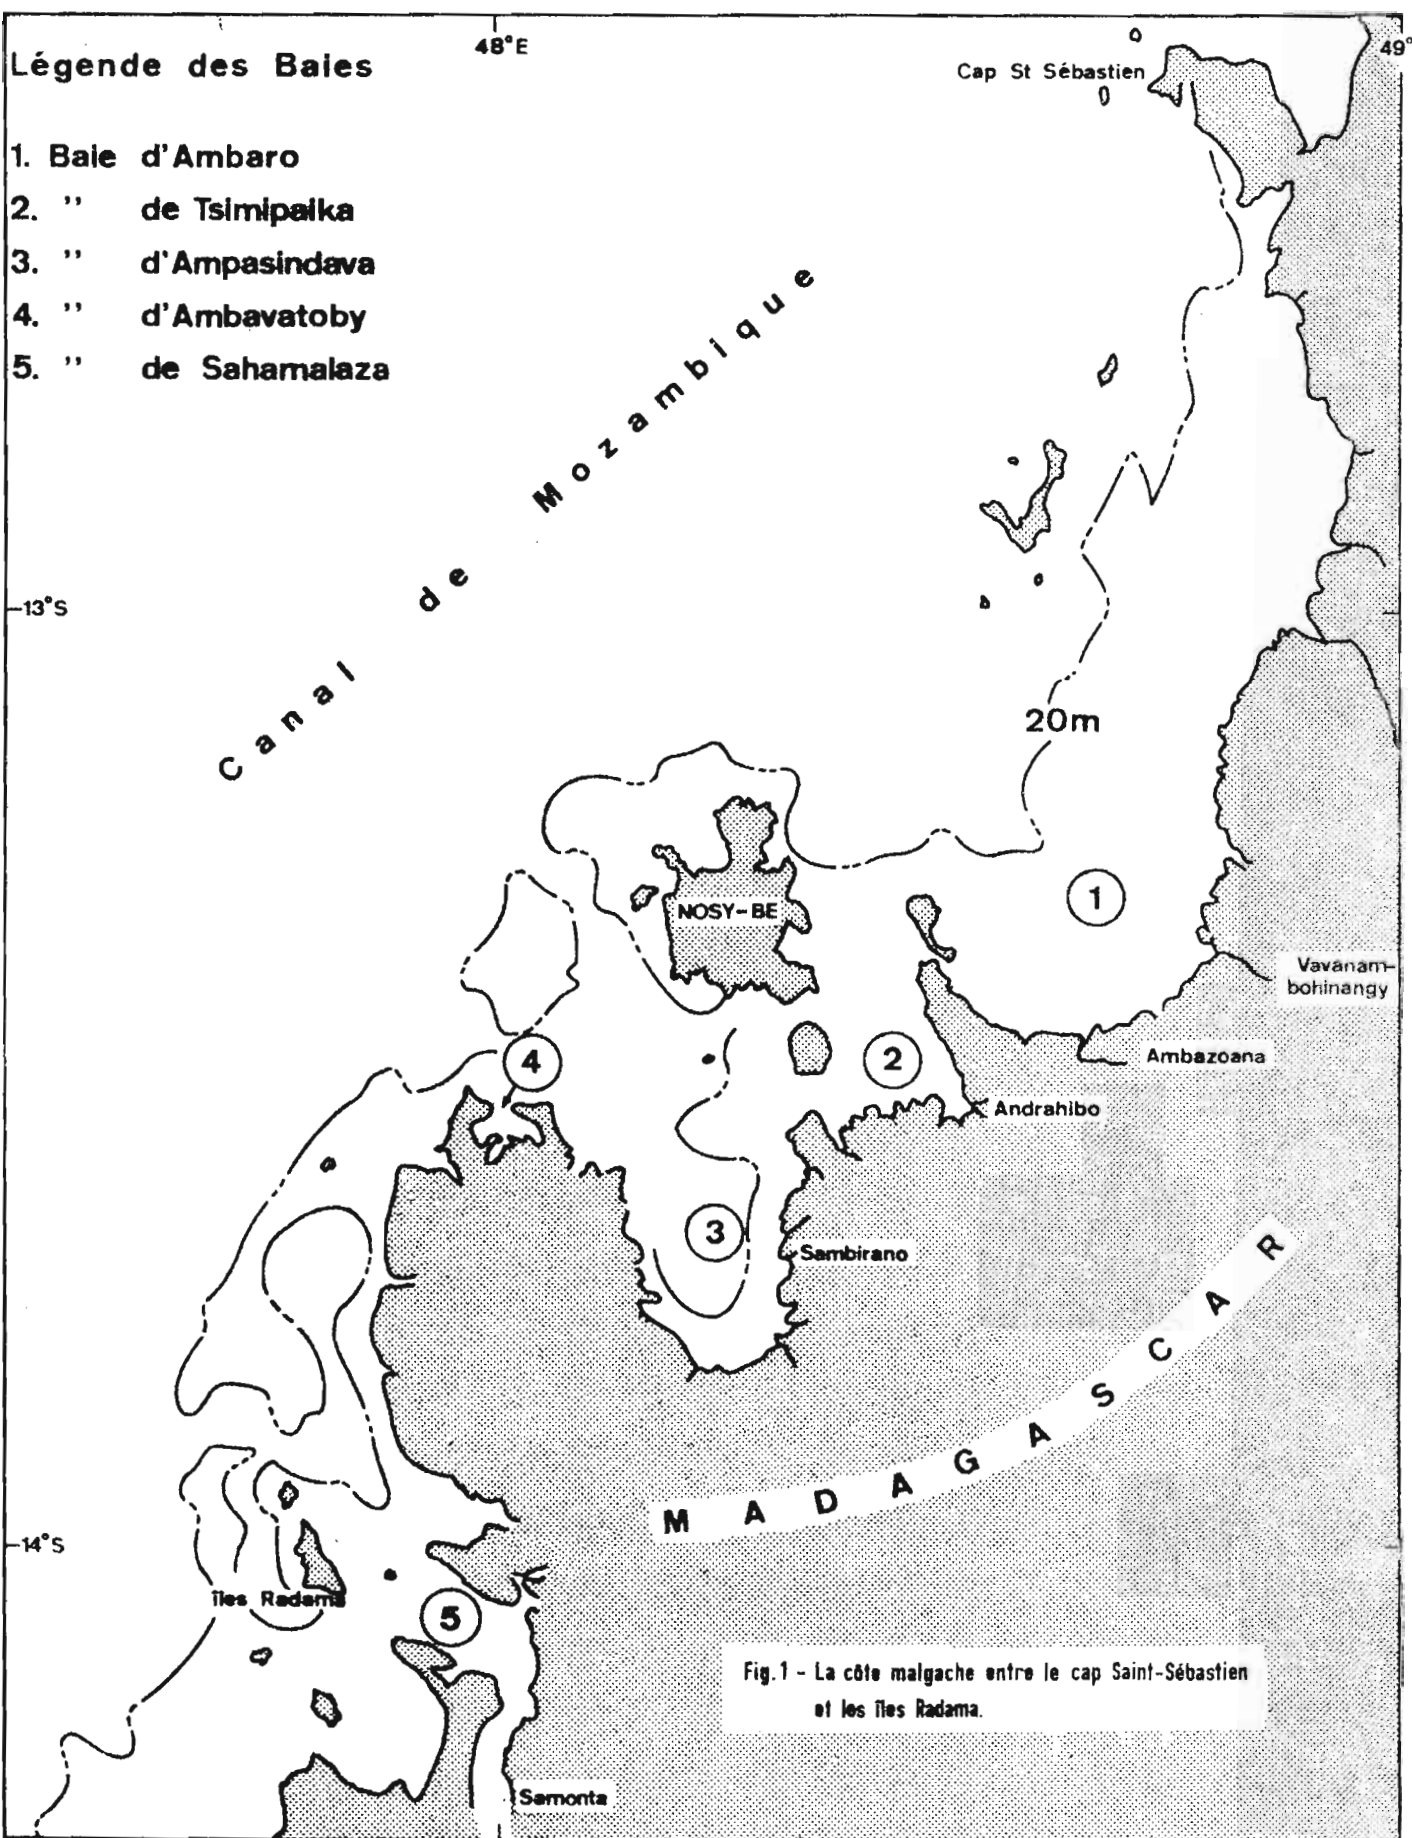 48°E
49°
Légende des Baies
Cap St Sébastien
1. Baie d'Ambaro
2. " de Tsimipaika
3. " d'Ampasindava
4. " d'Ambavatoby
5. " de Sahamalaza
Canal de Mozambique
13°S
20m
1
NOSY-BE
Vavanam-
bohinangy
2
4
Ambazoana
Andrahibo
3
Sambirano
MADAGASCAR
14°S
îles Radama
5
Fig.1 - La côte malgache entre le cap Saint-Sébastien
et les îles Radama.
Samonta